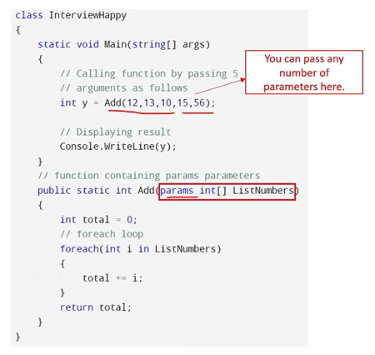 class InterviewHappy
{
static void Main(string[] args)
{
// Calling function by passing 5
// arguments as follows
int y = Add(12,13,10,15,56);
You can pass any
number of
parameters here.
// Displaying result
Console.WriteLine(y);
}
// function containing params parameters
public static int Add(params int[] ListNumbers)
{
int total = 0;
// foreach loop
foreach(int i in ListNumbers)
{
total += i;
}
return total;
}
}